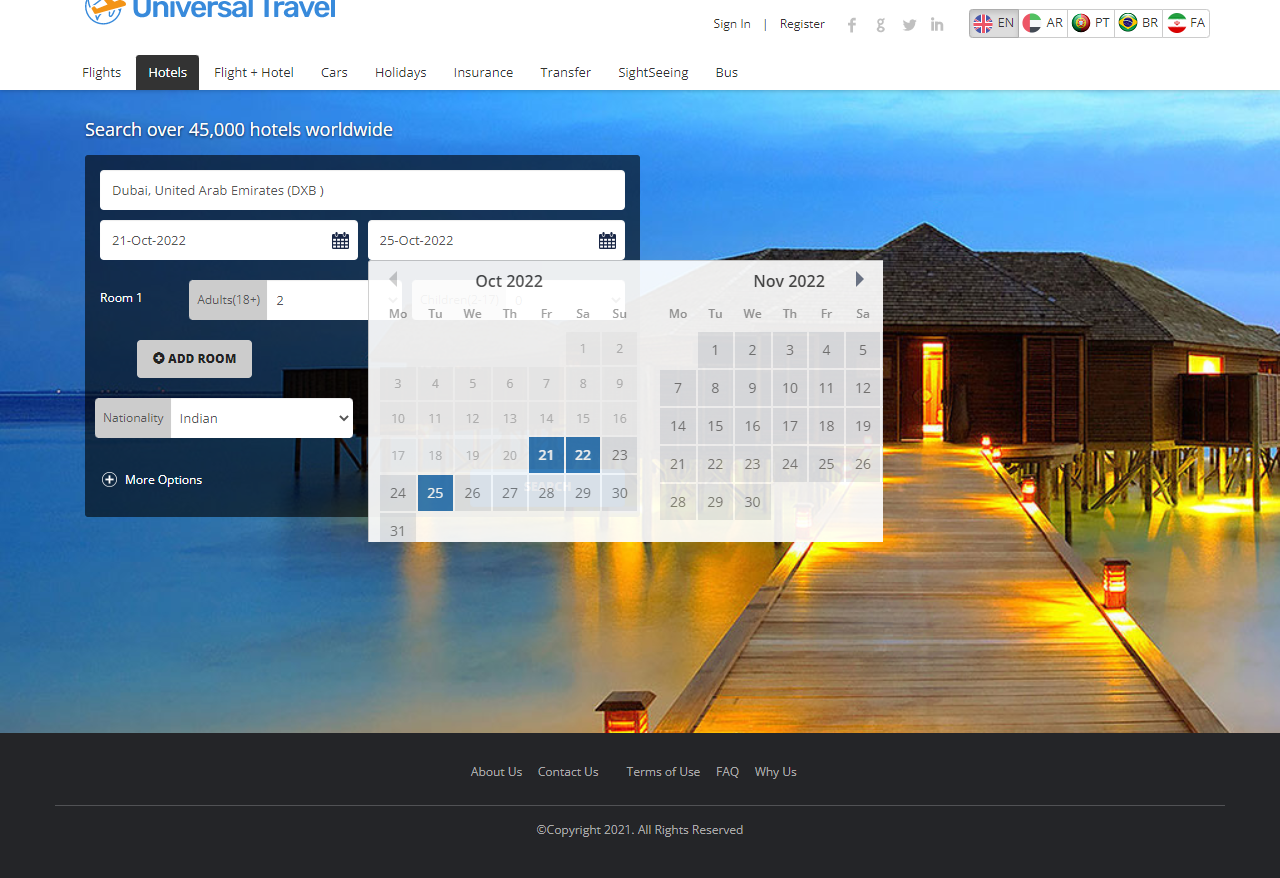 Universal Travel
Sign In | Register
EN AR PT BR FA
Flights Hotels Flight + Hotel Cars Holidays Insurance Transfer SightSeeing Bus
Search over 45,000 hotels worldwide
Dubai, United Arab Emirates (DXB )
21-Oct-2022 25-Oct-2022
Oct 2022 Nov 2022
Room 1 Adults(18+) 2 Children(2-17) 0
Mo Tu We Th Fr Sa Su Mo Tu We Th Fr Sa
1 2 1 2 3 4 5
3 4 5 6 7 8 9 7 8 9 10 11 12
10 11 12 13 14 15 16 14 15 16 17 18 19
17 18 19 20 21 22 23 21 22 23 24 25 26
24 25 26 27 28 29 30 28 29 30
31
ADD ROOM
Nationality Indian
SEARCH
More Options
About Us Contact Us Terms of Use FAQ Why Us
©Copyright 2021. All Rights Reserved